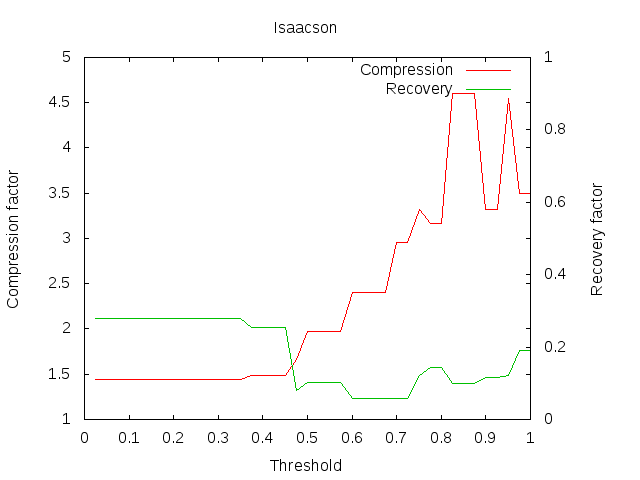 Isaacson
Compression
Recovery
Compression factor
5
4.5
4
3.5
3
2.5
2
1.5
1
Recovery factor
1
0.8
0.6
0.4
0.2
0
0 0.1 0.2 0.3 0.4 0.5 0.6 0.7 0.8 0.9 1
Threshold